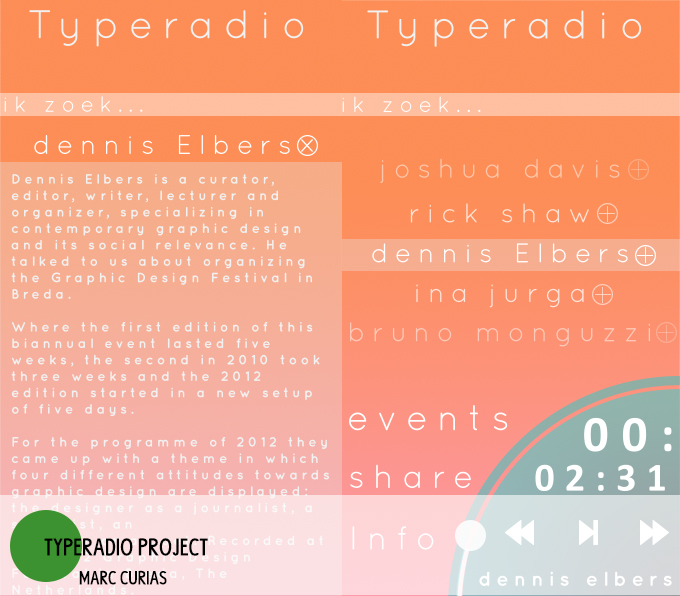 Typeradio
ik zoek...
dennis Elbers
Dennis Elbers is a curator,
editor, writer, lecturer and
organizer, specializing in
contemporary graphic design
and its social relevance. He
talked to us about organizing
the Graphic Design Festival in
Breda.
Where the first edition of this
biannual event lasted five
weeks, the second in 2010 took
three weeks and the 2012
edition started in a new setup
of five days.
For the programme of 2012 they
came up with a theme in which
four different attitudes towards
graphic design are displayed:
the designer as a journalist, a
an
Recorded at
Design
The
Netherlands.
TYPERADIO PROJECT
MARC CURIAS
Typeradio
ik zoek...
joshua davis
rick shaw
dennis Elbers
ina jurga
bruno monguzzi
events
share
Info
00:
02:31
dennis elbers